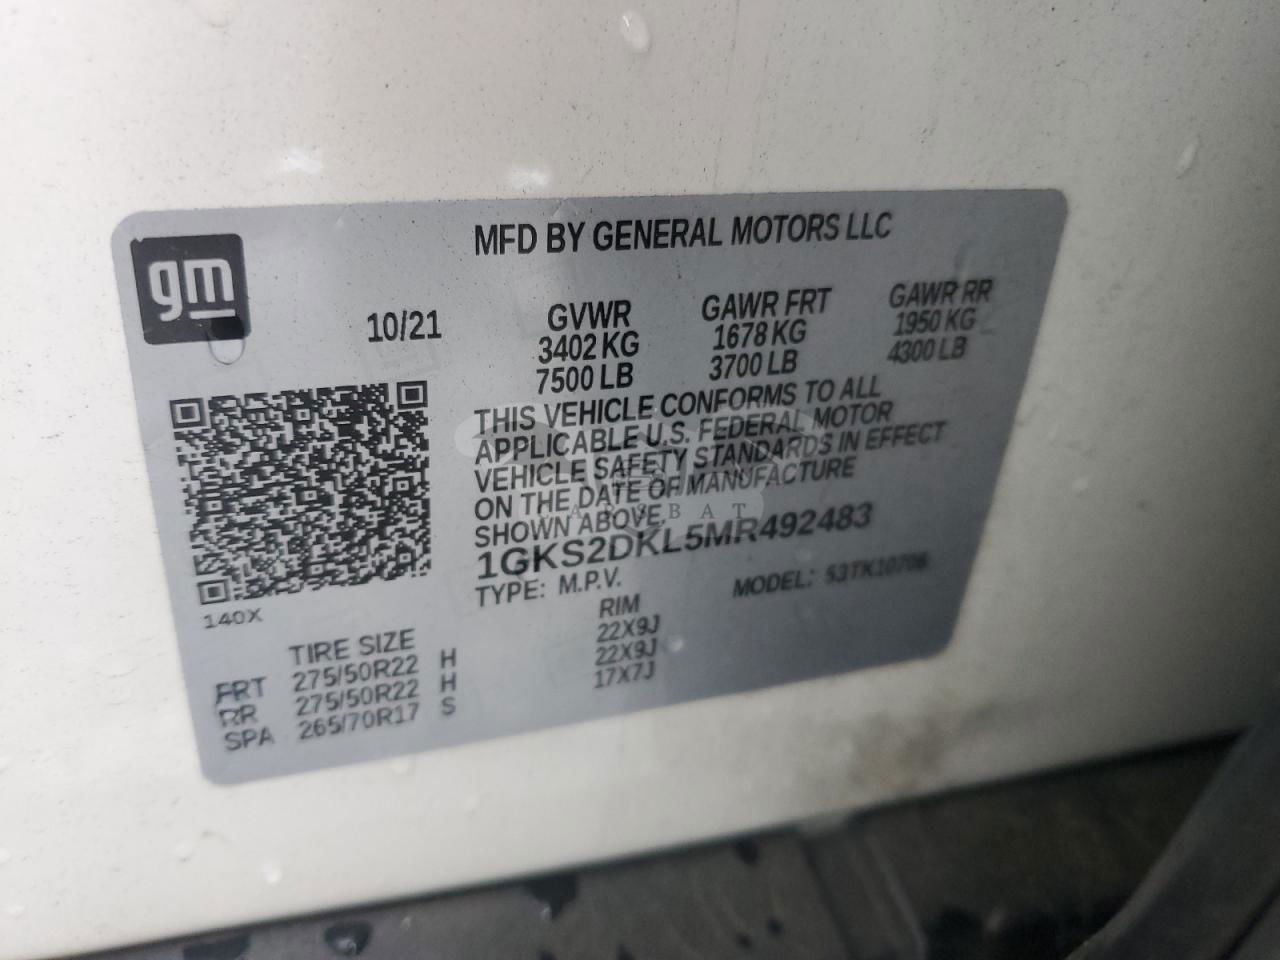 MFD BY GENERAL MOTORS LLC
gm
10/21
GVWR GAWR FRT GAWR RR
3402 KG 1678 KG 1950 KG
7500 LB 3700 LB 4300 LB
THIS VEHICLE CONFORMS TO ALL
APPLICABLE U.S. FEDERAL MOTOR
VEHICLE SAFETY STANDARDS IN EFFECT
ON THE DATE OF MANUFACTURE
SHOWN ABOVE.
1GKS2DKL5MR492483
TYPE: M.P.V. MODEL: 53TK10706
140X
TIRE SIZE RIM
FRT 275/50R22 H 22X9J
RR 275/50R22 H 22X9J
SPA 265/70R17 S 17X7J